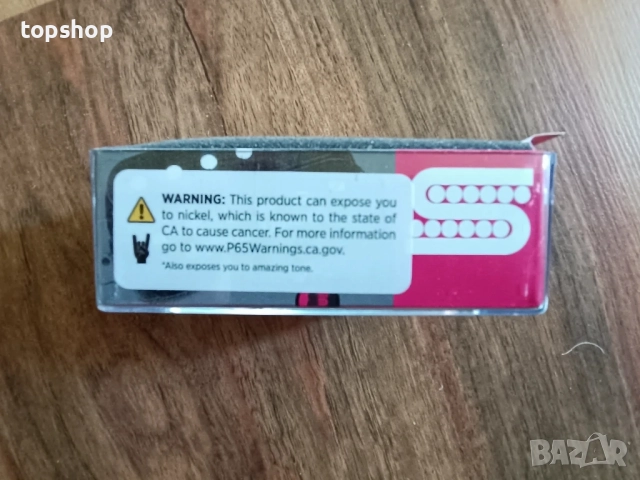 topshop
WARNING: This product can expose you
to nickel, which is known to the state of
CA to cause cancer. For more information
go to www.P65Warnings.ca.gov.
*Also exposes you to amazing tone.
S
BAZAR